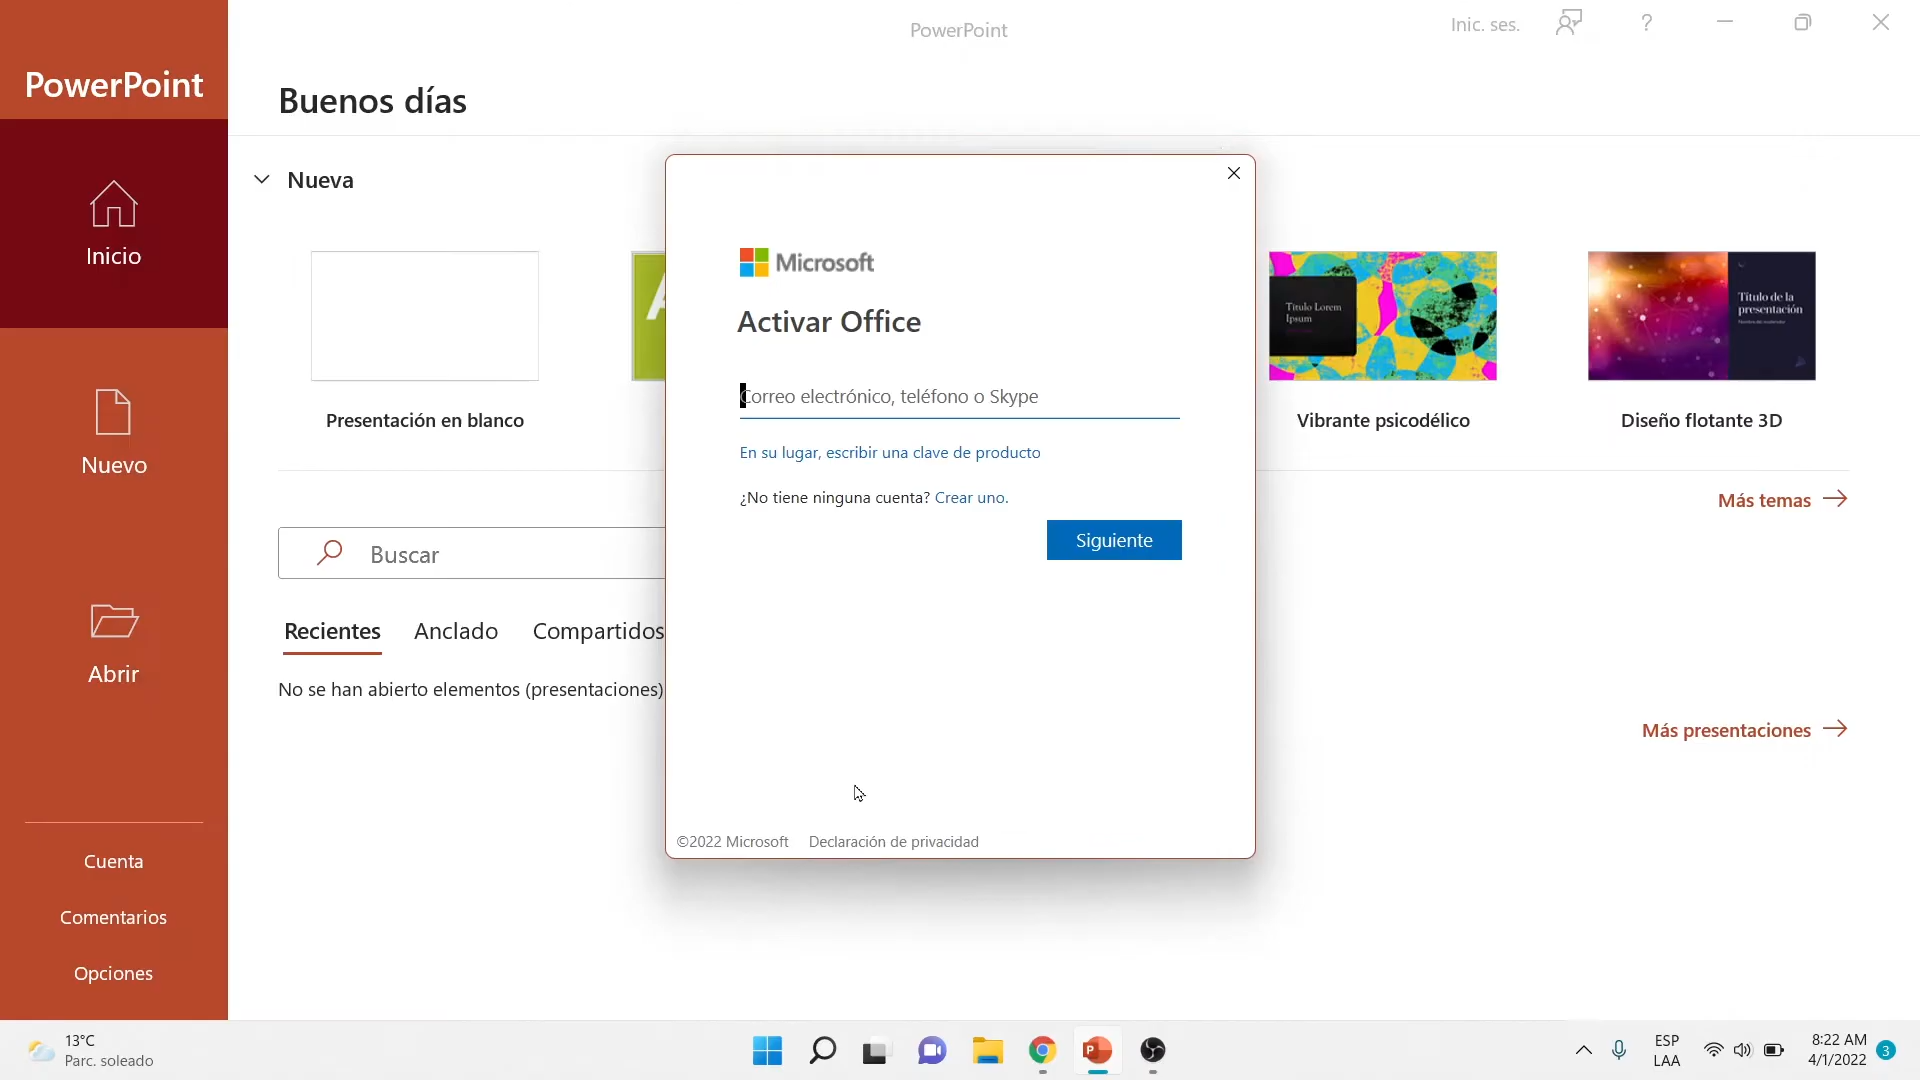 PowerPoint
Inic. ses.
?
PowerPoint
Buenos días
Inicio
Nuevo
Abrir
Cuenta
Comentarios
Opciones
Nueva
Presentación en blanco
Título Lorem
Ipsum
Vibrante psicodélico
Título de la
presentación
Diseño flotante 3D
Más temas
Buscar
Recientes
Anclado
Compartidos
No se han abierto elementos (presentaciones)
Más presentaciones
Microsoft
Activar Office
Correo electrónico, teléfono o Skype
En su lugar, escribir una clave de producto
¿No tiene ninguna cuenta? Crear uno.
Siguiente
©2022 Microsoft Declaración de privacidad
13°C
Parc. soleado
ESP
LAA
8:22 AM
4/1/2022
3